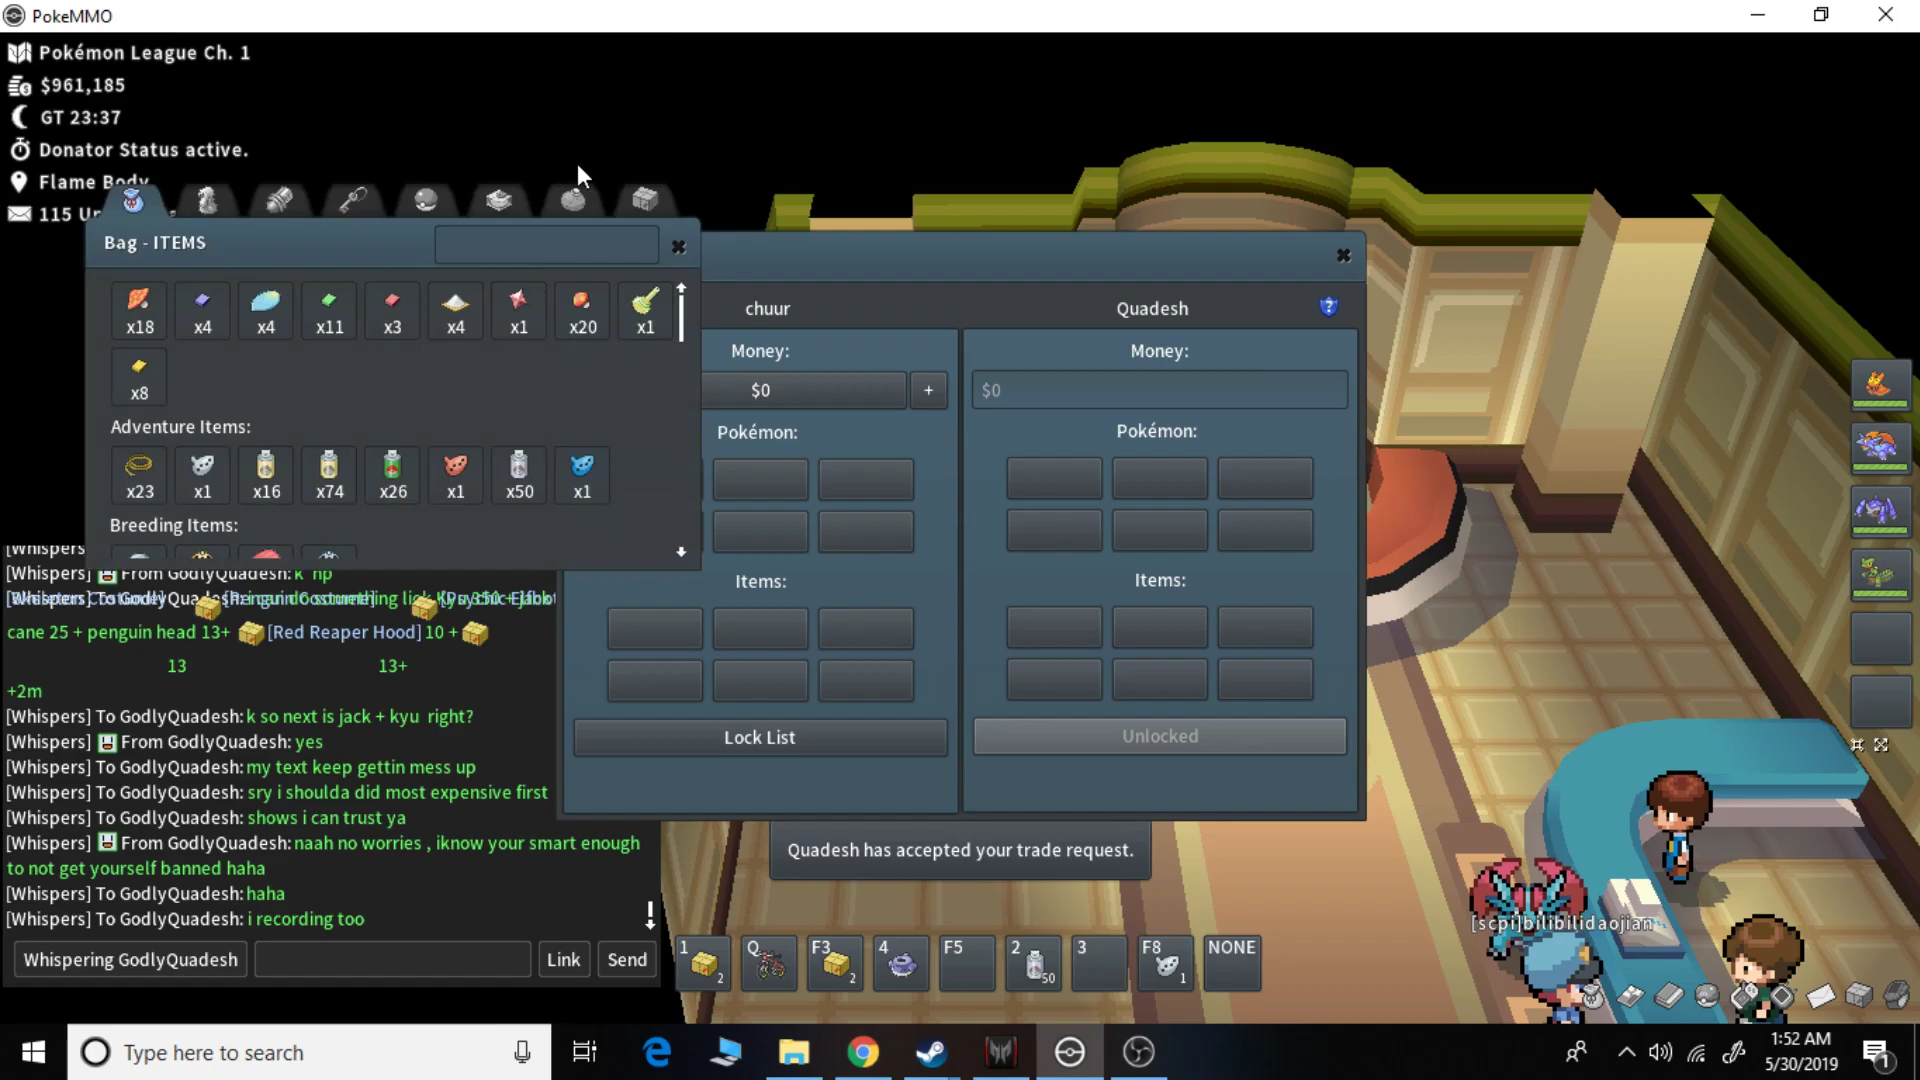 PokeMMO
Pokémon League Ch. 1
$961,185
GT 23:37
Donator Status active.
Flame Body
115
Bag - ITEMS
x18
x4
x4
x11
x3
x4
x1
x20
x1
x8
Adventure Items:
x23
x1
x16
x74
x26
x1
x50
x1
Breeding Items:
chuur
Quadesh
Money:
Money:
$0
+
$0
Pokémon:
Pokémon:
Items:
Items:
Lock List
Unlocked
Quadesh has accepted your trade request.
[Whispers]
[Whispers] From GodlyQuadesh: k np
cane 25 + penguin head 13+ [Red Reaper Hood] 10 +
13 13+
+2m
[Whispers] To GodlyQuadesh: k so next is jack + kyu right?
[Whispers] From GodlyQuadesh: yes
[Whispers] To GodlyQuadesh: my text keep gettin mess up
[Whispers] To GodlyQuadesh: sry i shoulda did most expensive first
[Whispers] To GodlyQuadesh: shows i can trust ya
[Whispers] From GodlyQuadesh: naah no worries , iknow your smart enough
to not get yourself banned haha
[Whispers] To GodlyQuadesh: haha
[Whispers] To GodlyQuadesh: i recording too
Whispering GodlyQuadesh
Link
Send
1 2
Q
F3 2
4
F5
2 50
3
F8 1
NONE
[scpi]bilibilidaojian
Type here to search
1:52 AM
5/30/2019
1